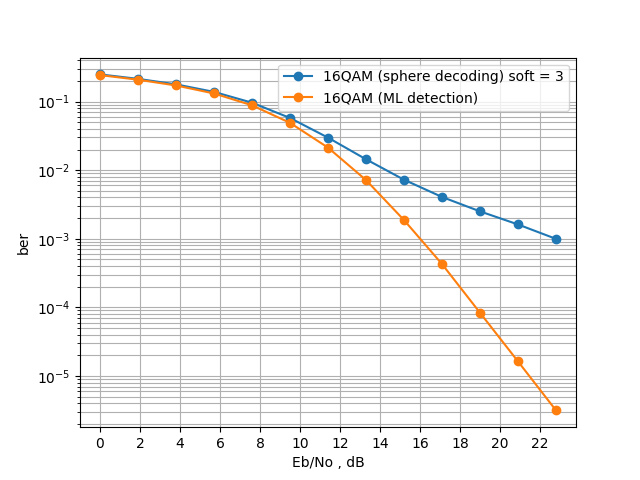 16QAM (sphere decoding) soft = 3
16QAM (ML detection)
10⁻¹
10⁻²
10⁻³
10⁻⁴
10⁻⁵
ber
0 2 4 6 8 10 12 14 16 18 20 22
Eb/No , dB